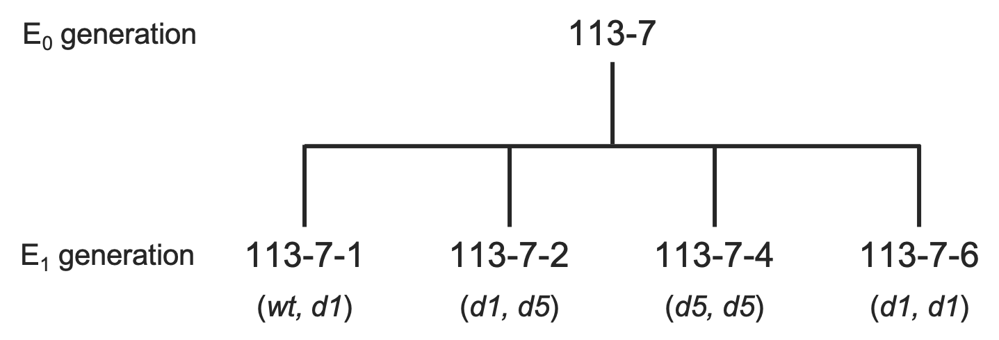 E₀ generation 113-7
E₁ generation 113-7-1 113-7-2 113-7-4 113-7-6
(wt, d1) (d1, d5) (d5, d5) (d1, d1)